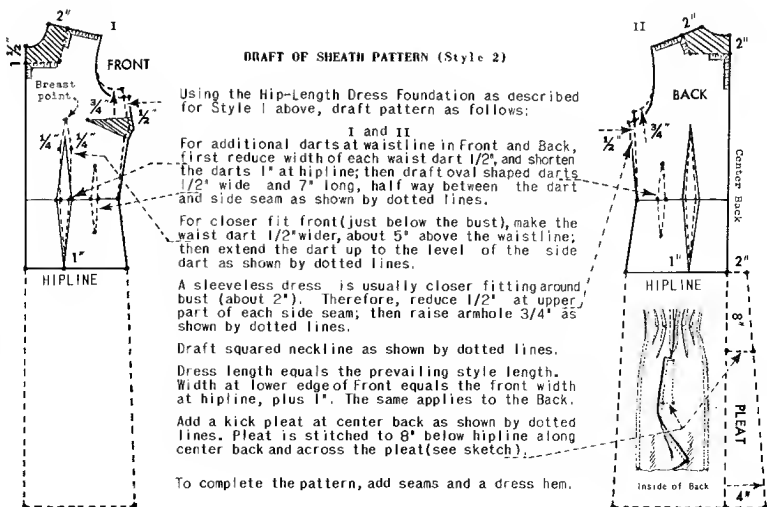 DRAFT OF SHEATH PATTERN (Style 2)
I
2"
1 1/2"
FRONT
Breast
point
3/4"
1/2"
1/4"
1/4"
1"
HIPLINE
Using the Hip-Length Dress Foundation as described
for Style I above, draft pattern as follows:
I and II
For additional darts at waistline in Front and Back,
first reduce width of each waist dart 1/2", and shorten
the darts 1" at hipline; then draft oval shaped darts
1/2" wide and 7" long, half way between the dart
and side seam as shown by dotted lines.
For closer fit front(just below the bust), make the
waist dart 1/2"wider, about 5" above the waistline;
then extend the dart up to the level of the side
dart as shown by dotted lines.
A sleeveless dress is usually closer fitting around
bust (about 2"). Therefore, reduce 1/2" at upper
part of each side seam; then raise armhole 3/4" as
shown by dotted lines.
Draft squared neckline as shown by dotted lines.
Dress length equals the prevailing style length.
Width at lower edge of Front equals the front width
at hipline, plus 1". The same applies to the Back.
Add a kick pleat at center back as shown by dotted
lines. Pleat is stitched to 8" below hipline along
center back and across the pleat(see sketch).
To complete the pattern, add seams and a dress hem.
II
2"
2"
BACK
3/4"
1/2"
Center Back
1"
2"
HIPLINE
8"
PLEAT
Inside of Back
4"